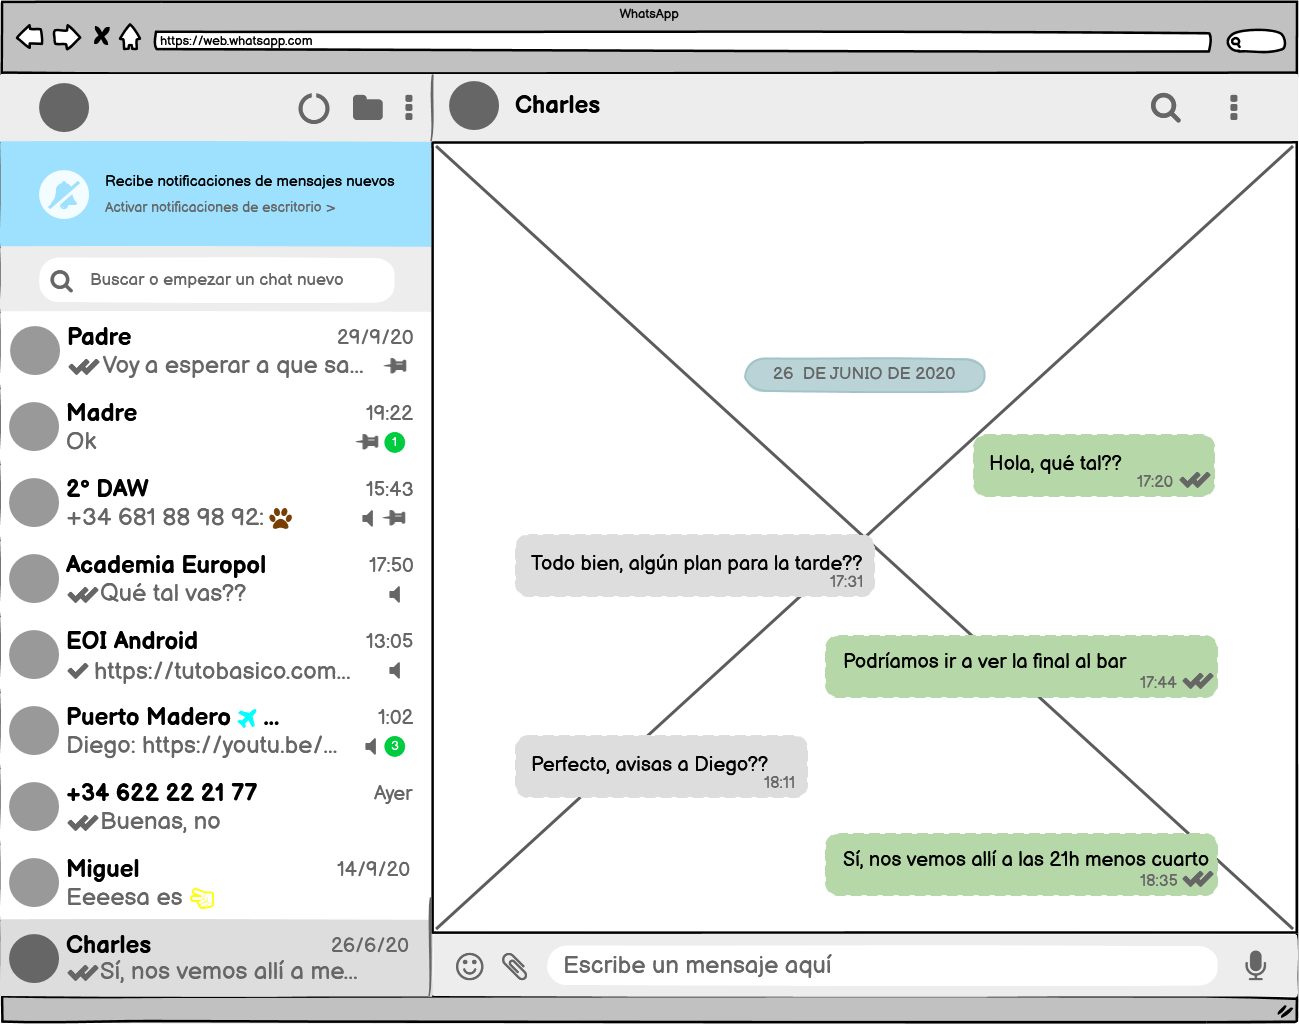 WhatsApp
https://web.whatsapp.com
Charles
Recibe notificaciones de mensajes nuevos
Activar notificaciones de escritorio >
Buscar o empezar un chat nuevo
Padre
29/9/20
Voy a esperar a que sa...
Madre
19:22
Ok
1
2° DAW
15:43
+34 681 88 98 92:
Academia Europol
17:50
Qué tal vas??
EOI Android
13:05
https://tutobasico.com...
Puerto Madero ...
1:02
Diego: https://youtu.be/...
3
+34 622 22 21 77
Ayer
Buenas, no
Miguel
14/9/20
Eeeesa es
Charles
26/6/20
Sí, nos vemos allí a me...
26 DE JUNIO DE 2020
Hola, qué tal??
17:20
Todo bien, algún plan para la tarde??
17:31
Podríamos ir a ver la final al bar
17:44
Perfecto, avisas a Diego??
18:11
Sí, nos vemos allí a las 21h menos cuarto
18:35
Escribe un mensaje aquí